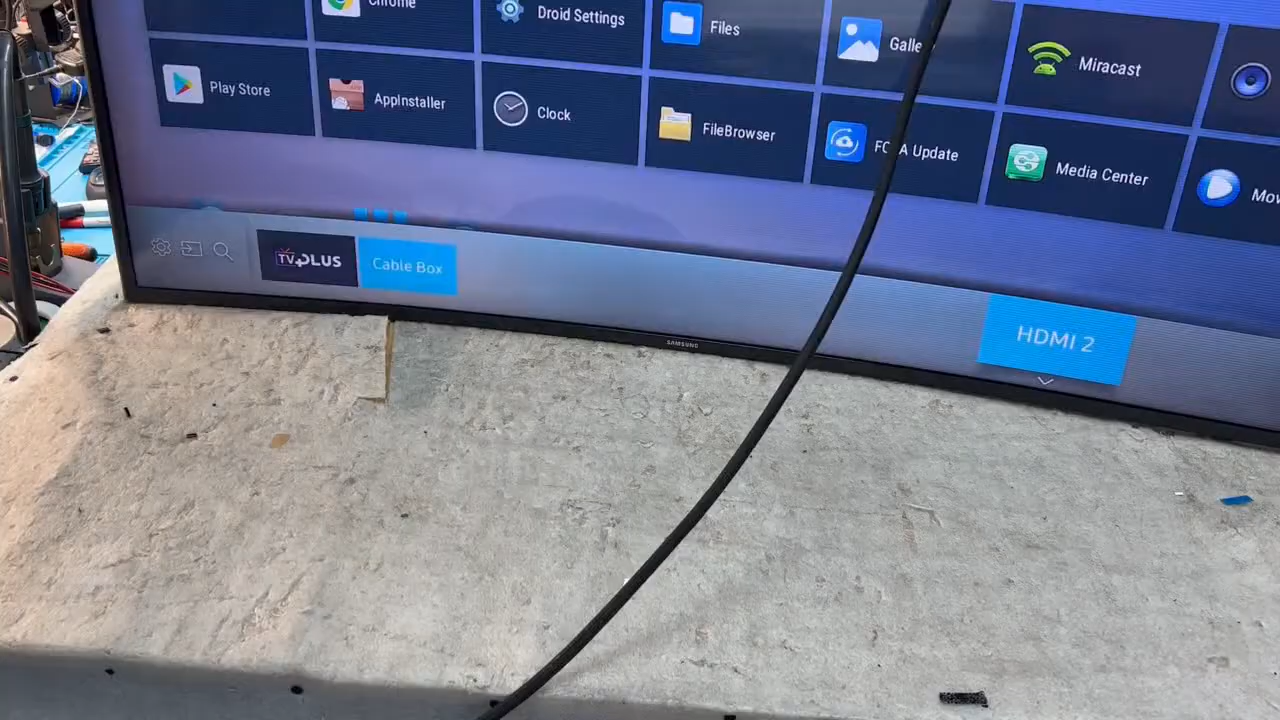 Chrome
Droid Settings
Files
Miracast
Play Store
AppInstaller
Clock
FileBrowser
Update
Media Center
TV PLUS
Cable Box
HDMI 2
SAMSUNG